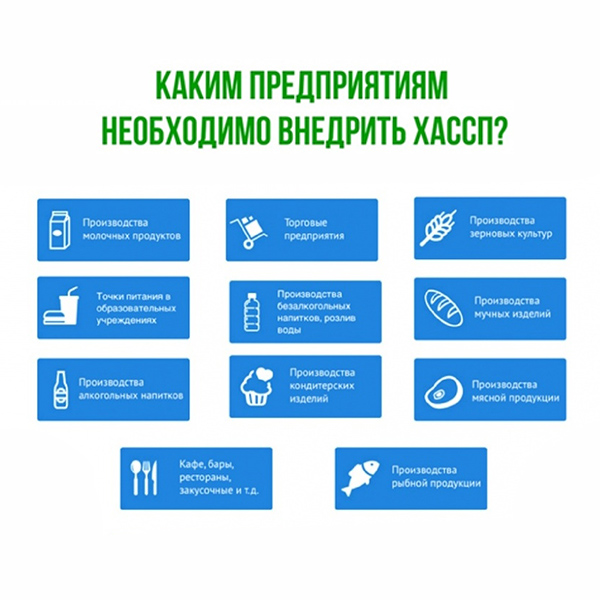 КАКИМ ПРЕДПРИЯТИЯМ
НЕОБХОДИМО ВНЕДРИТЬ ХАССП?
Производства
молочных продуктов
Торговые
предприятия
Производства
зерновых культур
Точки питания в
образовательных
учреждениях
Производства
безалкогольных
напитков, розлив
воды
Производства
мучных изделий
Производства
алкогольных напитков
Производства
кондитерских
изделий
Производства
мясной продукции
Кафе, бары,
рестораны,
закусочные и т.д.
Производства
рыбной продукции